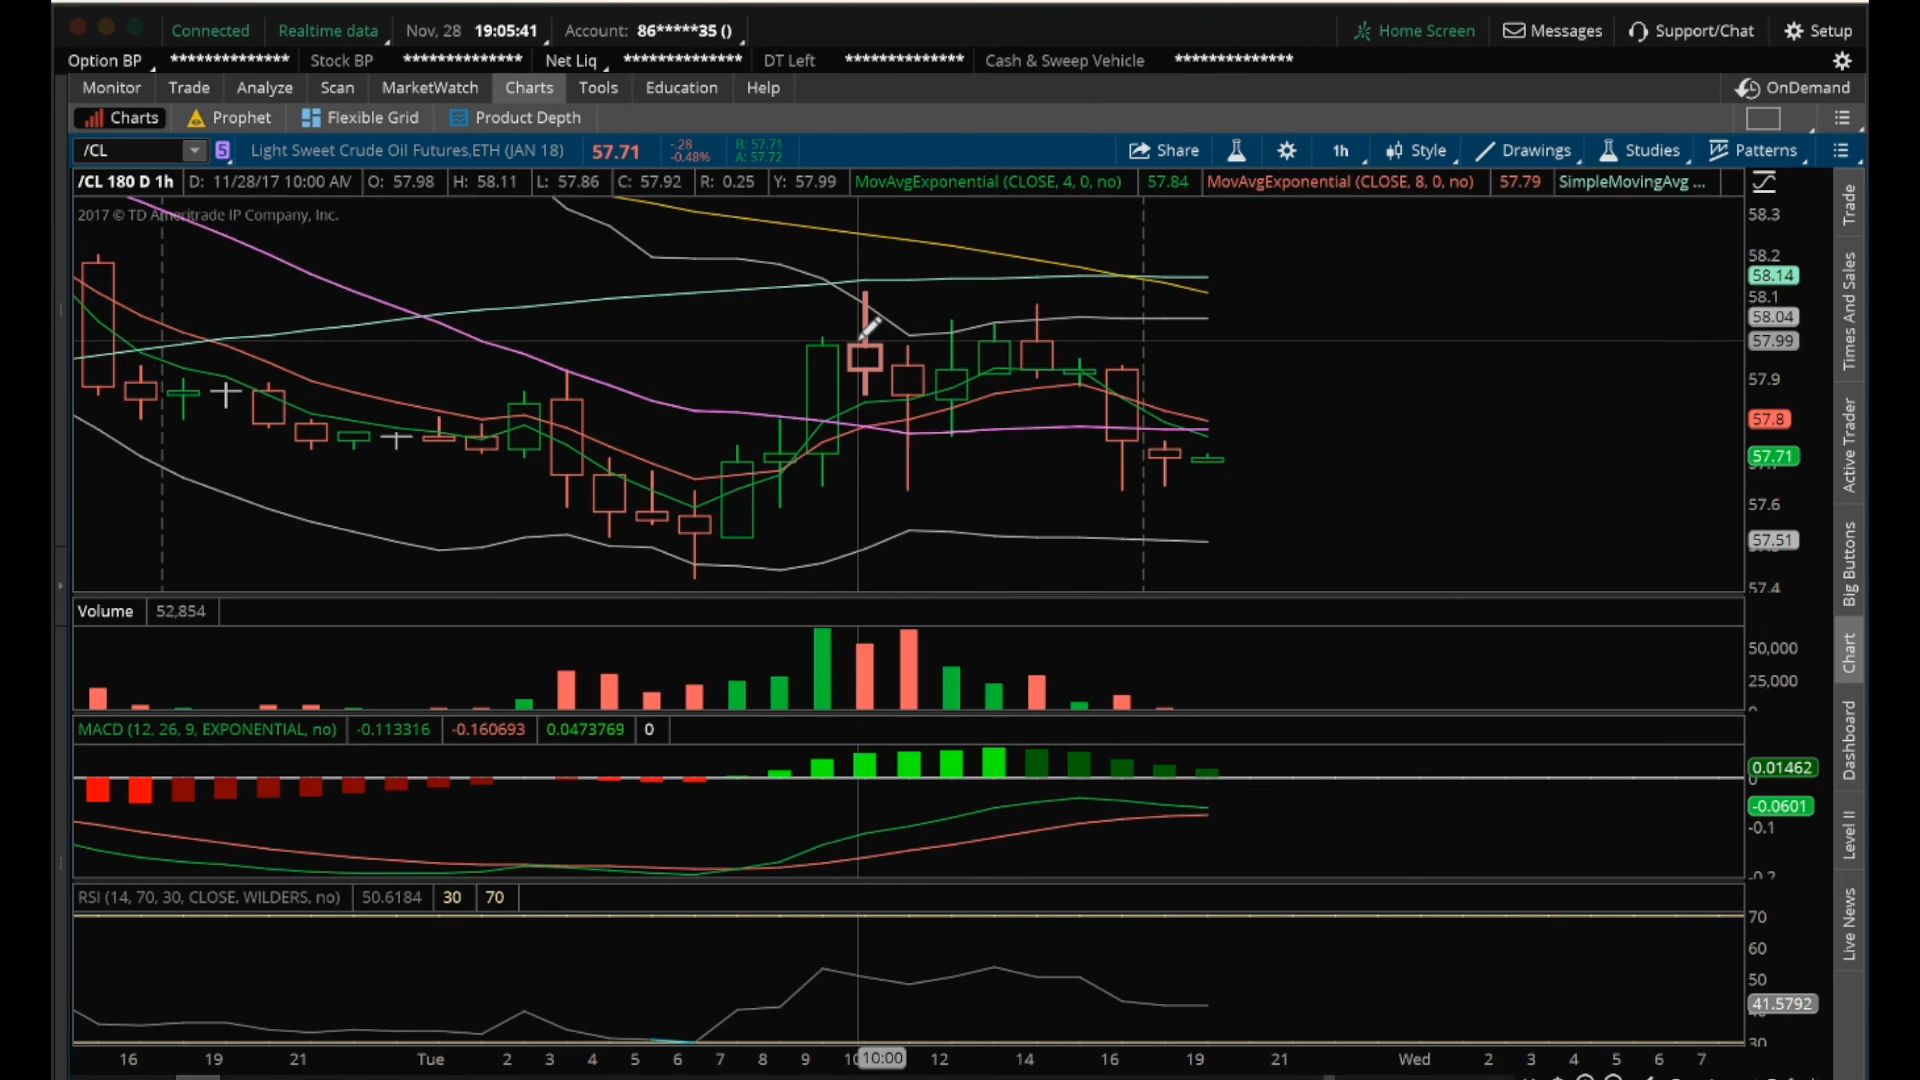 Connected Realtime data Nov, 28 19:05:41 Account: 86*****35 () Home Screen Messages Support/Chat Setup
Option BP ************** Stock BP ************** Net Liq ************** DT Left ************** Cash & Sweep Vehicle **************
Monitor Trade Analyze Scan MarketWatch Charts Tools Education Help OnDemand
Charts Prophet Flexible Grid Product Depth
/CL 5 Light Sweet Crude Oil Futures,ETH (JAN 18) 57.71 -.28 -0.48% B: 57.71 A: 57.72 Share 1h Style Drawings Studies Patterns
/CL 180 D 1h D: 11/28/17 10:00 AM O: 57.98 H: 58.11 L: 57.86 C: 57.92 R: 0.25 Y: 57.99 MovAvgExponential (CLOSE, 4, 0, no) 57.84 MovAvgExponential (CLOSE, 8, 0, no) 57.79 SimpleMovingAvg ...
2017 © TD Ameritrade IP Company, Inc.
58.3
58.2
58.14
58.1
58.04
57.99
57.9
57.8
57.71
57.6
57.51
57.4
Volume 52,854
50,000
25,000
0
MACD (12, 26, 9, EXPONENTIAL, no) -0.113316 -0.160693 0.0473769 0
0.01462
0
-0.0601
-0.1
-0.2
RSI (14, 70, 30, CLOSE, WILDERS, no) 50.6184 30 70
70
60
50
41.5792
30
16 19 21 Tue 2 3 4 5 6 7 8 9 10:00 12 14 16 19 21 Wed 2 3 4 5 6 7
Trade
Times And Sales
Active Trader
Big Buttons
Chart
Dashboard
Level II
Live News